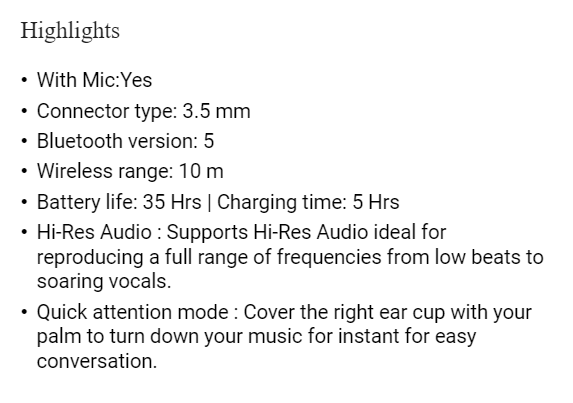 Highlights
• With Mic:Yes
• Connector type: 3.5 mm
• Bluetooth version: 5
• Wireless range: 10 m
• Battery life: 35 Hrs | Charging time: 5 Hrs
• Hi-Res Audio : Supports Hi-Res Audio ideal for
reproducing a full range of frequencies from low beats to
soaring vocals.
• Quick attention mode : Cover the right ear cup with your
palm to turn down your music for instant for easy
conversation.